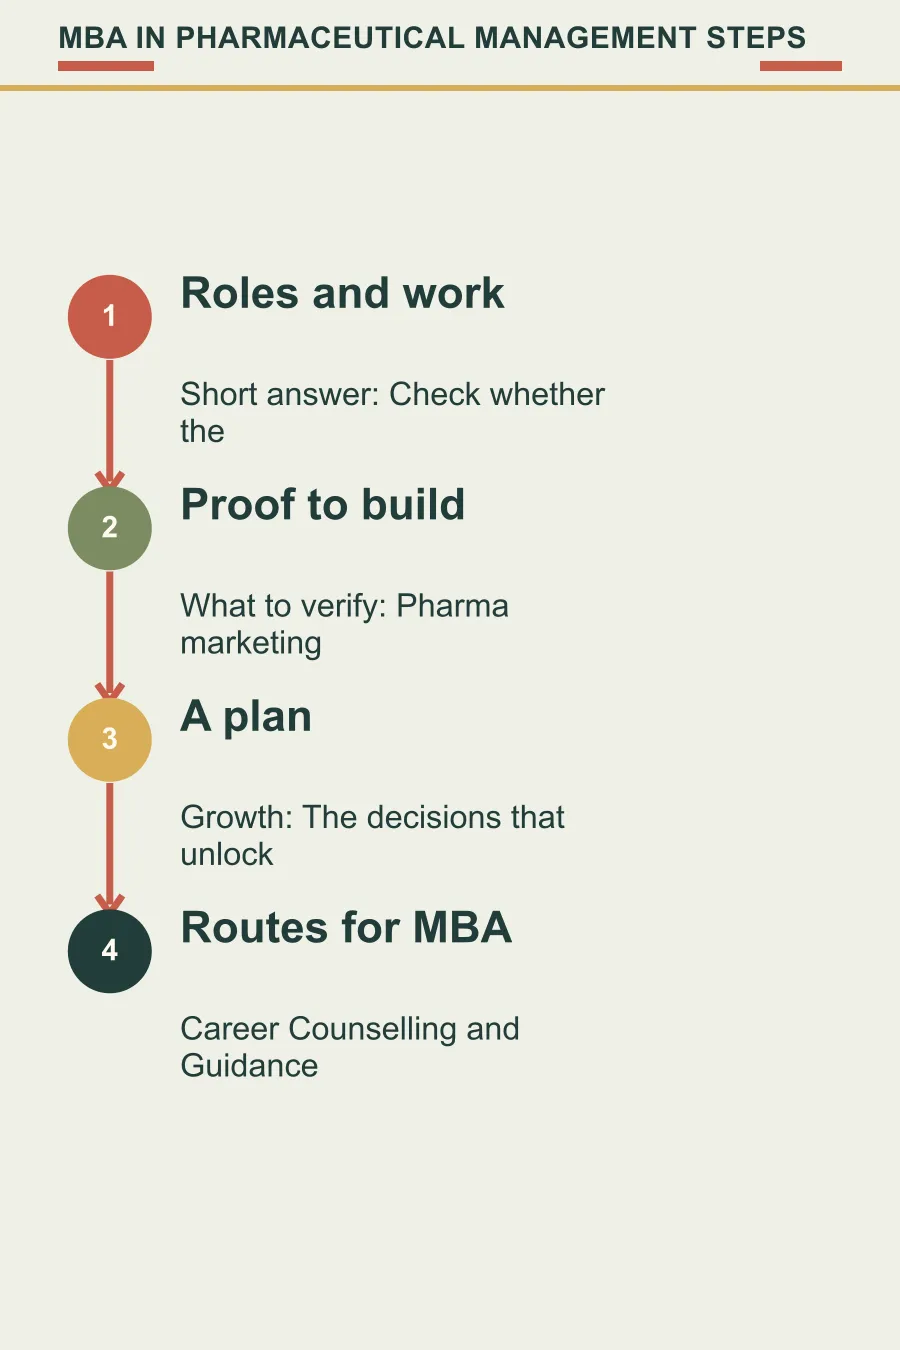 MBA IN PHARMACEUTICAL MANAGEMENT STEPS
1
Roles and work
Short answer: Check whether
the
2
Proof to build
What to verify: Pharma
marketing
3
A plan
Growth: The decisions that
unlock
4
Routes for MBA
Career Counselling and
Guidance